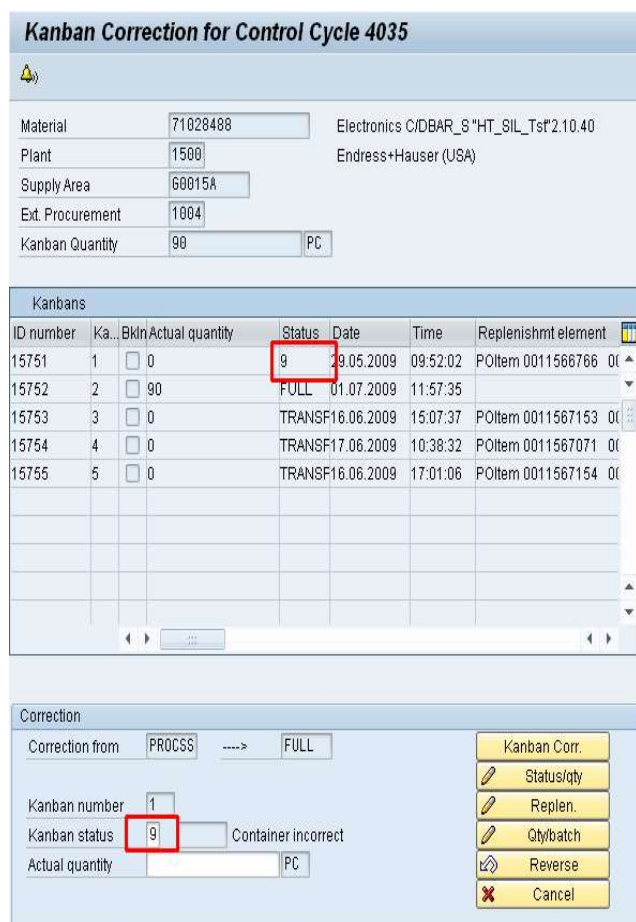 Kanban Correction for Control Cycle 4035
Material 71028488 Electronics C/DBAR_S "HT_SIL_Tst"2.10.40
Plant 1500 Endress+Hauser (USA)
Supply Area G0015A
Ext. Procurement 1004
Kanban Quantity 90 PC
Kanbans
ID number Ka... Bkln Actual quantity Status Date Time Replenishmt element
15751 1 0 9 29.05.2009 09:52:02 POItem 0011566766 00
15752 2 90 FULL 01.07.2009 11:57:35
15753 3 0 TRANSF 16.06.2009 15:07:37 POItem 0011567153 00
15754 4 0 TRANSF 17.06.2009 10:38:32 POItem 0011567071 00
15755 5 0 TRANSF 16.06.2009 17:01:06 POItem 0011567154 00
Correction
Correction from PROCSS ----> FULL
Kanban number 1
Kanban status 9 Container incorrect
Actual quantity PC
Kanban Corr.
Status/qty
Replen.
Qty/batch
Reverse
Cancel